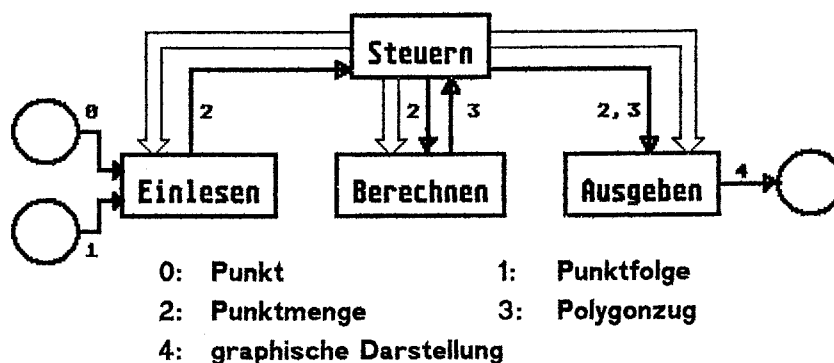 Steuern
0
2
2
3
2,3
Einlesen
Berechnen
Ausgeben
4
1
0: Punkt 1: Punktfolge
2: Punktmenge 3: Polygonzug
4: graphische Darstellung